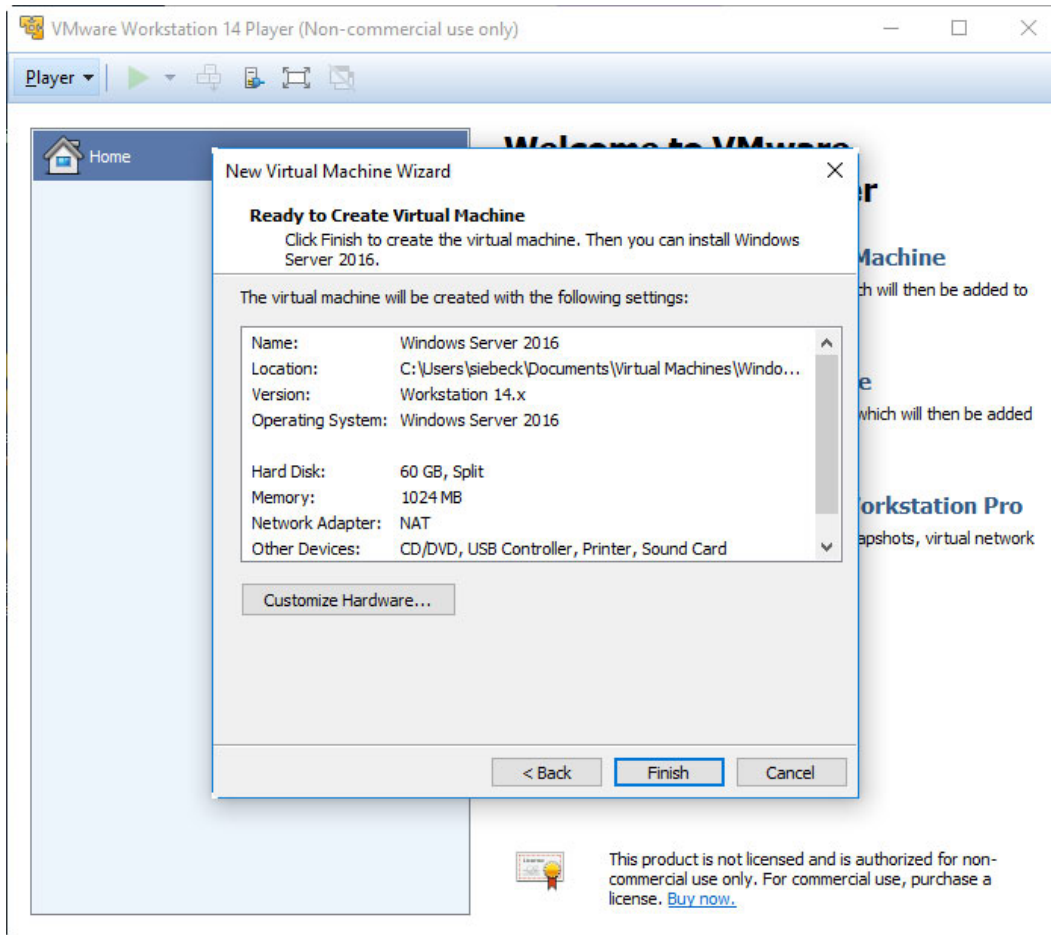 VMware Workstation 14 Player (Non-commercial use only)
Player
Home
Welcome to VMware
er
New Virtual Machine Wizard
Ready to Create Virtual Machine
Click Finish to create the virtual machine. Then you can install Windows
Server 2016.
The virtual machine will be created with the following settings:
Name: Windows Server 2016
Location: C:\Users\siebeck\Documents\Virtual Machines\Windo...
Version: Workstation 14.x
Operating System: Windows Server 2016
Hard Disk: 60 GB, Split
Memory: 1024 MB
Network Adapter: NAT
Other Devices: CD/DVD, USB Controller, Printer, Sound Card
Customize Hardware...
< Back Finish Cancel
Machine
ch will then be added to
e
which will then be added
orkstation Pro
apshots, virtual network
License
This product is not licensed and is authorized for non-
commercial use only. For commercial use, purchase a
license. Buy now.